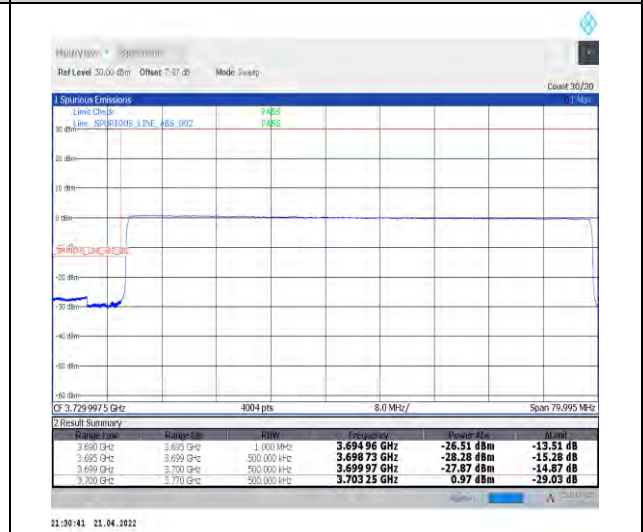 MultiView
Ref Level 30.00 dBm Offset 7.87 dB Mode Sweep
Count 30/30
1 Spurious Emissions
Limit Check PASS
Line _SPURIOUS_LINE_ABS_002 PASS
30 dBm
20 dBm
10 dBm
0 dBm
-20 dBm
-30 dBm
-40 dBm
-50 dBm
-60 dBm
CF 3.7299975 GHz 4004 pts 8.0 MHz/ Span 79.995 MHz
2 Result Summary
Range Low Range Up RBW Frequency Power Abs ΔLimit
3.690 GHz 3.695 GHz 1.000 MHz 3.694 96 GHz -26.51 dBm -13.51 dB
3.695 GHz 3.699 GHz 500.000 kHz 3.698 73 GHz -28.28 dBm -15.28 dB
3.699 GHz 3.700 GHz 500.000 kHz 3.699 97 GHz -27.87 dBm -14.87 dB
3.700 GHz 3.770 GHz 500.000 kHz 3.703 25 GHz 0.97 dBm -29.03 dB
21:30:41 21.04.2022